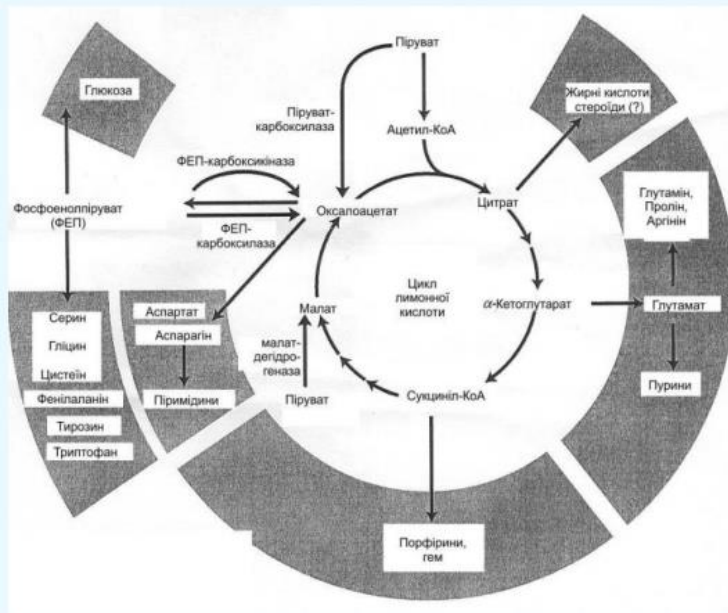 Піруват
Глюкоза
Жирні кислоти,
стероїди (?)
Піруват-
карбоксилаза
Ацетил-КоА
ФЕП-карбоксикіназа
Фосфоенолпіруват
(ФЕП)
Оксалоацетат
Цитрат
ФЕП-
карбоксилаза
Глутамін,
Пролін,
Аргінін
Цикл
лимонної
кислоти
α-Кетоглутарат
Глутамат
Серин
Гліцин
Цистеїн
Фенілаланін
Тирозин
Триптофан
Аспартат
Аспарагін
Піримідини
Малат
малат-
дегідро-
геназа
Піруват
Сукциніл-КоА
Пурини
Порфірини,
гем